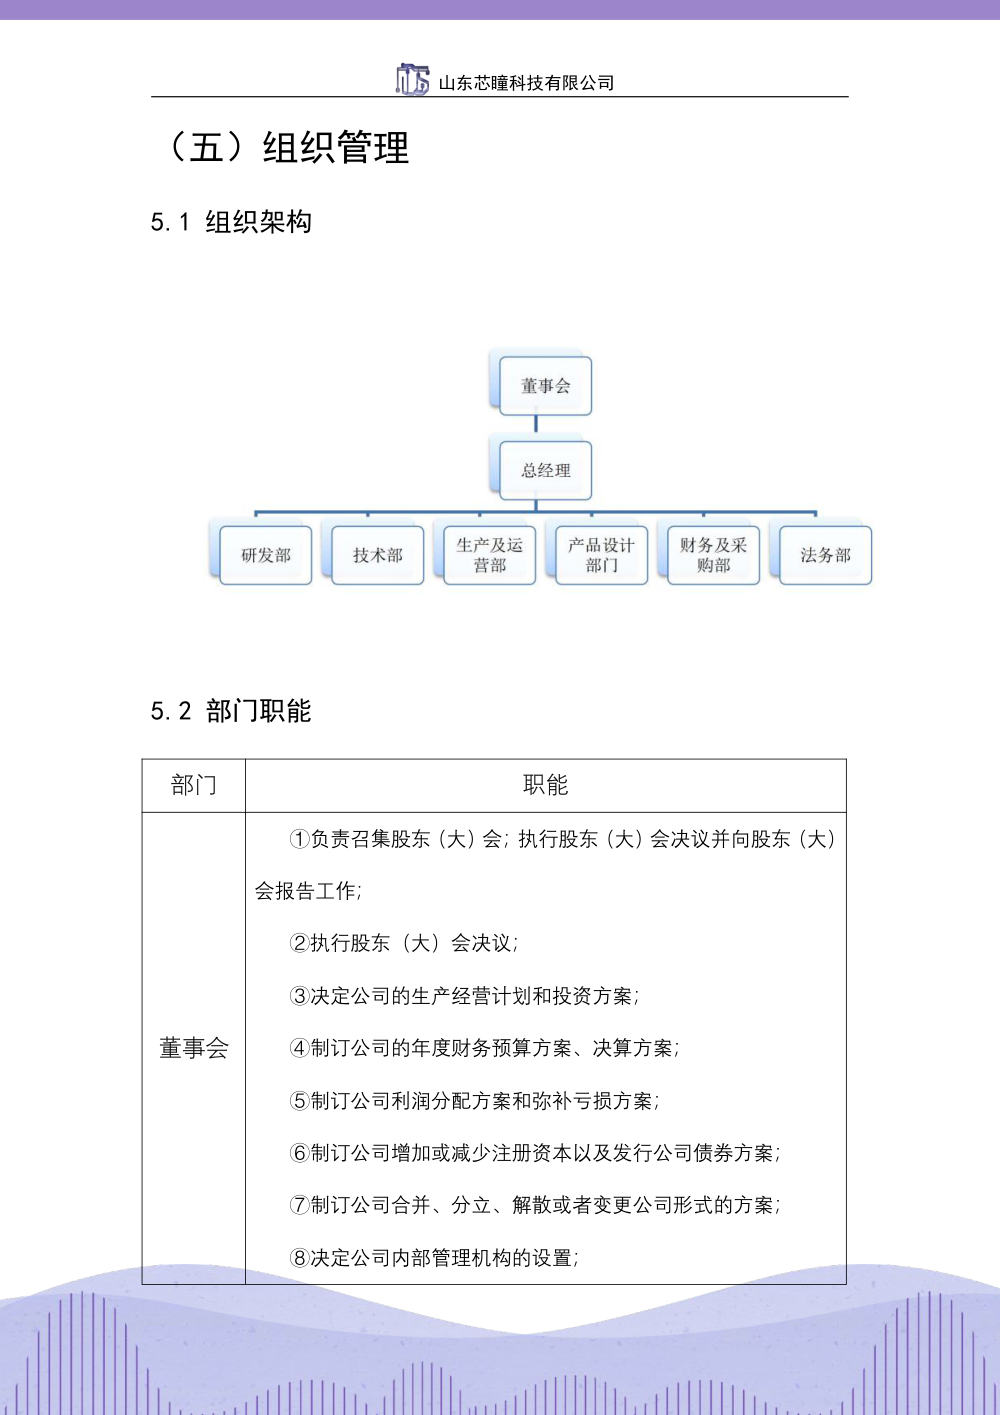 山东芯瞳科技有限公司
（五）组织管理
5.1 组织架构
董事会
总经理
研发部
技术部
生产及运
营部
产品设计
部门
财务及采
购部
法务部
5.2 部门职能
部门
职能
董事会
①负责召集股东（大）会；执行股东（大）会决议并向股东（大）
会报告工作；
②执行股东（大）会决议；
③决定公司的生产经营计划和投资方案；
④制订公司的年度财务预算方案、决算方案；
⑤制订公司利润分配方案和弥补亏损方案；
⑥制订公司增加或减少注册资本以及发行公司债券方案；
⑦制订公司合并、分立、解散或者变更公司形式的方案；
⑧决定公司内部管理机构的设置；